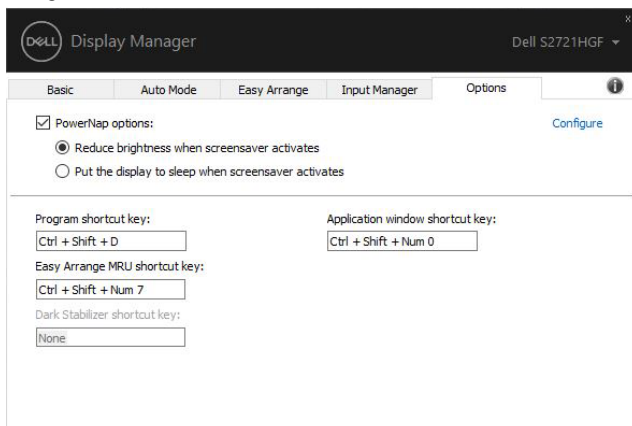 DELL Display Manager
Dell S2721HGF
x
Basic Auto Mode Easy Arrange Input Manager Options
PowerNap options: Configure
Reduce brightness when screensaver activates
Put the display to sleep when screensaver activates
Program shortcut key: Application window shortcut key:
Ctrl + Shift + D Ctrl + Shift + Num 0
Easy Arrange MRU shortcut key:
Ctrl + Shift + Num 7
Dark Stabilizer shortcut key:
None